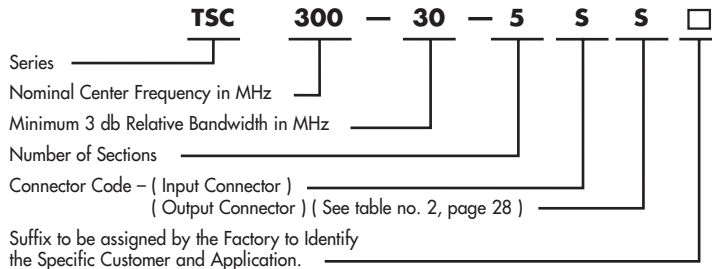 TSC 300 – 30 – 5 S S □
Series
Nominal Center Frequency in MHz
Minimum 3 db Relative Bandwidth in MHz
Number of Sections
Connector Code – ( Input Connector )
( Output Connector ) ( See table no. 2, page 28 )
Suffix to be assigned by the Factory to Identify
the Specific Customer and Application.